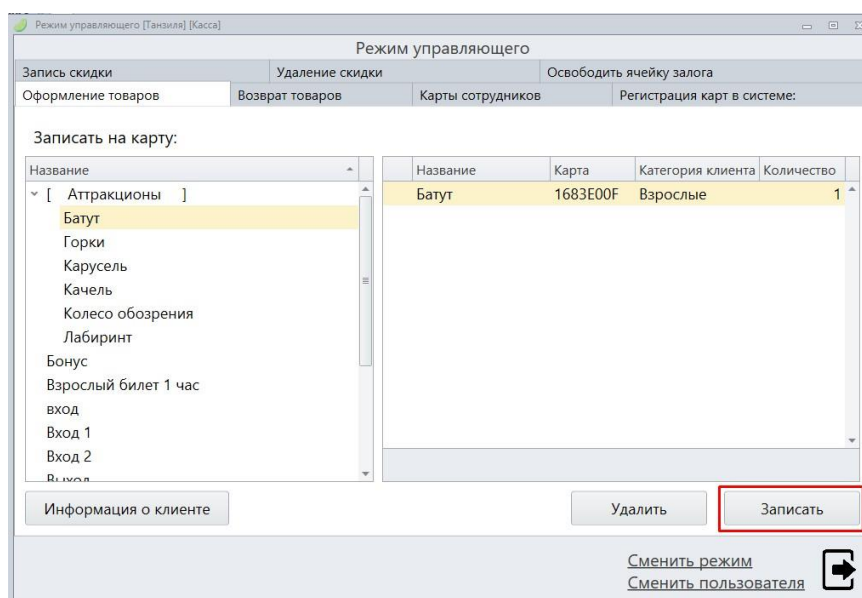 Режим управляющего [Танзиля] [Касса]
Режим управляющего
Запись скидки Удаление скидки Освободить ячейку залога
Оформление товаров Возврат товаров Карты сотрудников Регистрация карт в системе:
Записать на карту:
Название Название Карта Категория клиента Количество
[ Аттракционы ] Батут 1683E00F Взрослые 1
Батут
Горки
Карусель
Качель
Колесо обозрения
Лабиринт
Бонус
Взрослый билет 1 час
вход
Вход 1
Вход 2
Выход
Информация о клиенте Удалить Записать
Сменить режим
Сменить пользователя